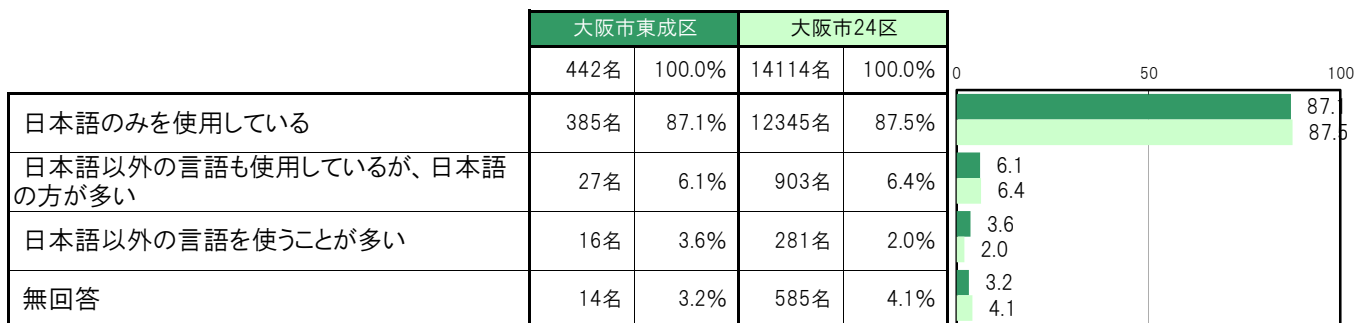 大阪市東成区 大阪市24区
442名 100.0% 14114名 100.0% 0 50 100
日本語のみを使用している 385名 87.1% 12345名 87.5% 87.1
87.5
日本語以外の言語も使用しているが、日本語
の方が多い 27名 6.1% 903名 6.4% 6.1
6.4
日本語以外の言語を使うことが多い 16名 3.6% 281名 2.0% 3.6
2.0
無回答 14名 3.2% 585名 4.1% 3.2
4.1